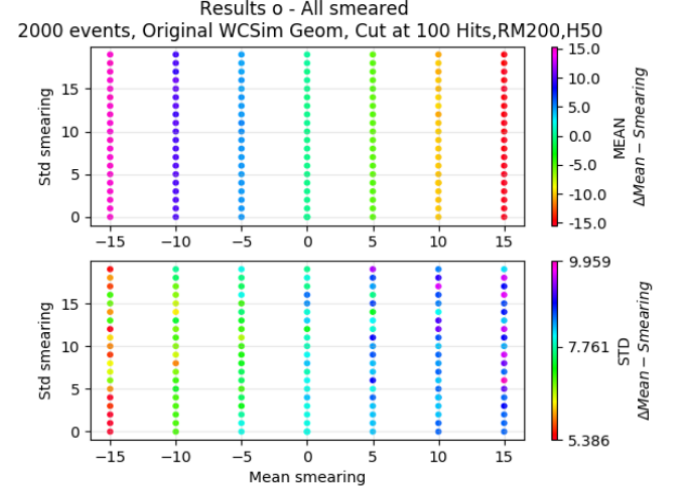 Results o - All smeared
2000 events, Original WCSim Geom, Cut at 100 Hits,RM200,H50
Std smearing
15
10
5
0
−15 −10 −5 0 5 10 15
15.0
10.0
5.0
0.0
-5.0
-10.0
-15.0
MEAN
ΔMean − Smearing
Std smearing
15
10
5
0
−15 −10 −5 0 5 10 15
Mean smearing
9.959
7.761
5.386
STD
ΔMean − Smearing